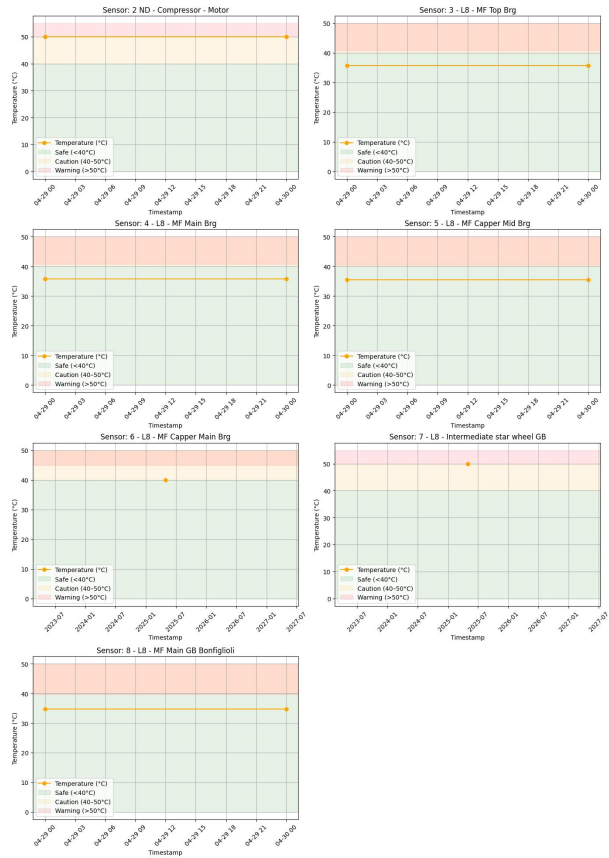 Sensor: 2 ND - Compressor - Motor
Temperature (°C)
50
40
30
20
10
0
Temperature (°C)
Safe (<40°C)
Caution (40–50°C)
Warning (>50°C)
04-29 00
04-29 03
04-29 06
04-29 09
04-29 12
04-29 15
04-29 18
04-29 21
04-30 00
Timestamp
Sensor: 3 - L8 - MF Top Brg
Temperature (°C)
50
40
30
20
10
0
Temperature (°C)
Safe (<40°C)
Caution (40–50°C)
Warning (>50°C)
04-29 00
04-29 03
04-29 06
04-29 09
04-29 12
04-29 15
04-29 18
04-29 21
04-30 00
Timestamp
Sensor: 4 - L8 - MF Main Brg
Temperature (°C)
50
40
30
20
10
0
Temperature (°C)
Safe (<40°C)
Caution (40–50°C)
Warning (>50°C)
04-29 00
04-29 03
04-29 06
04-29 09
04-29 12
04-29 15
04-29 18
04-29 21
04-30 00
Timestamp
Sensor: 5 - L8 - MF Capper Mid Brg
Temperature (°C)
50
40
30
20
10
0
Temperature (°C)
Safe (<40°C)
Caution (40–50°C)
Warning (>50°C)
04-29 00
04-29 03
04-29 06
04-29 09
04-29 12
04-29 15
04-29 18
04-29 21
04-30 00
Timestamp
Sensor: 6 - L8 - MF Capper Main Brg
Temperature (°C)
50
40
30
20
10
0
Temperature (°C)
Safe (<40°C)
Caution (40–50°C)
Warning (>50°C)
2023-07
2024-01
2024-07
2025-01
2025-07
2026-01
2026-07
2027-01
2027-07
Timestamp
Sensor: 7 - L8 - Intermediate star wheel GB
Temperature (°C)
50
40
30
20
10
0
Temperature (°C)
Safe (<40°C)
Caution (40–50°C)
Warning (>50°C)
2023-07
2024-01
2024-07
2025-01
2025-07
2026-01
2026-07
2027-01
2027-07
Timestamp
Sensor: 8 - L8 - MF Main GB Bonfiglioli
Temperature (°C)
50
40
30
20
10
0
Temperature (°C)
Safe (<40°C)
Caution (40–50°C)
Warning (>50°C)
04-29 00
04-29 03
04-29 06
04-29 09
04-29 12
04-29 15
04-29 18
04-29 21
04-30 00
Timestamp